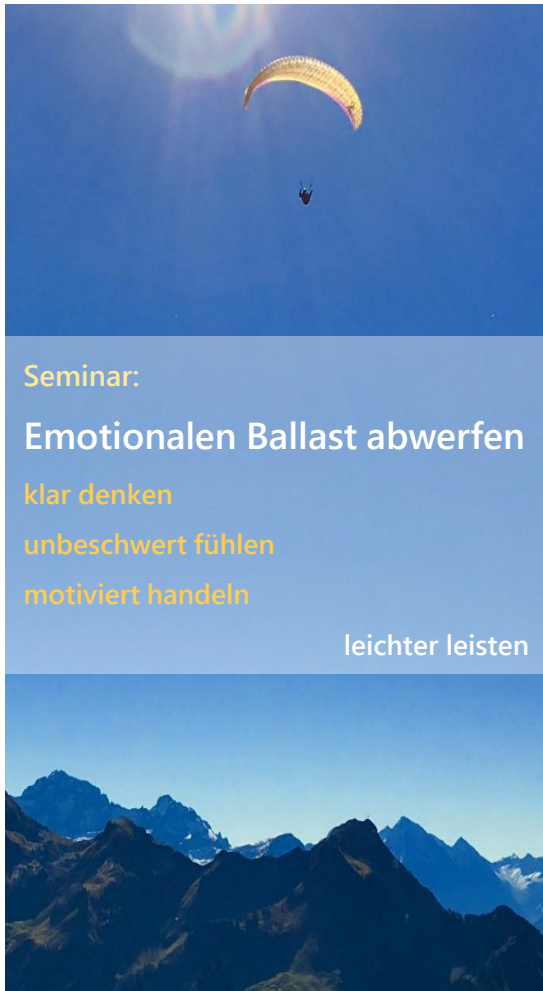 Seminar:
Emotionalen Ballast abwerfen
klar denken
unbeschwert fühlen
motiviert handeln
leichter leisten